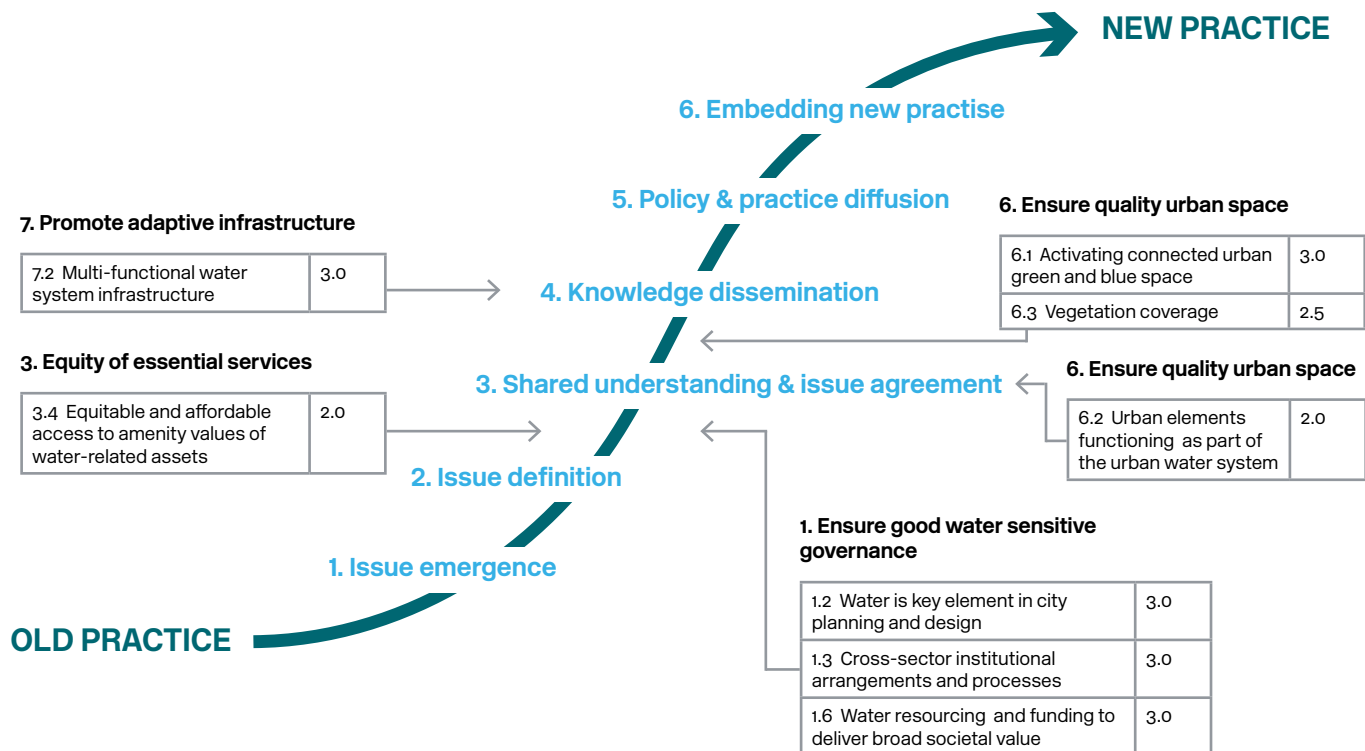 NEW PRACTICE
6. Embedding new practise
5. Policy & practice diffusion
4. Knowledge dissemination
3. Shared understanding & issue agreement
2. Issue definition
1. Issue emergence
OLD PRACTICE
7. Promote adaptive infrastructure
7.2 Multi-functional water
system infrastructure
3.0
3. Equity of essential services
3.4 Equitable and affordable
access to amenity values of
water-related assets
2.0
6. Ensure quality urban space
6.1 Activating connected urban
green and blue space
3.0
6.3 Vegetation coverage
2.5
6. Ensure quality urban space
6.2 Urban elements
functioning as part of
the urban water system
2.0
1. Ensure good water sensitive
governance
1.2 Water is key element in city
planning and design
3.0
1.3 Cross-sector institutional
arrangements and processes
3.0
1.6 Water resourcing and funding to
deliver broad societal value
3.0